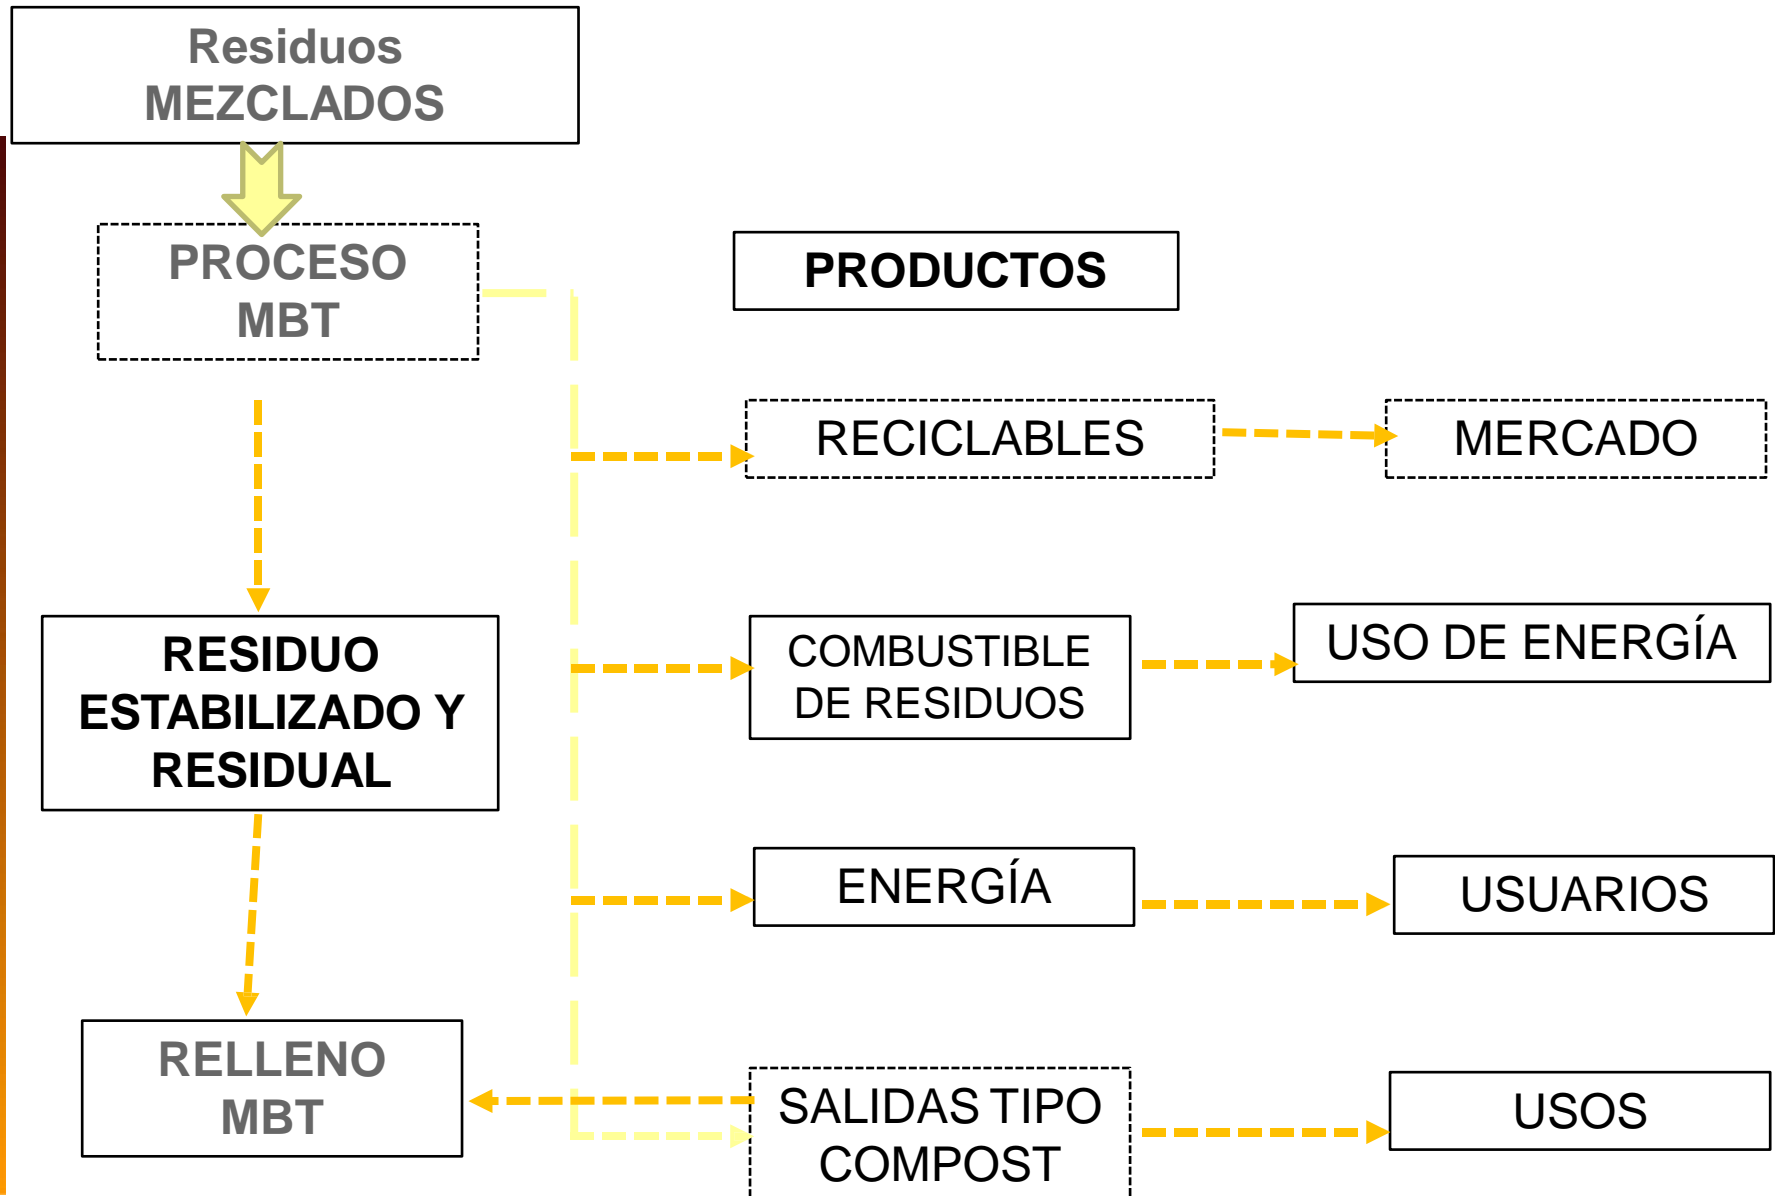 Residuos
MEZCLADOS
PROCESO
MBT
PRODUCTOS
RECICLABLES
MERCADO
COMBUSTIBLE
DE RESIDUOS
USO DE ENERGÍA
RESIDUO
ESTABILIZADO Y
RESIDUAL
ENERGÍA
USUARIOS
RELLENO
MBT
SALIDAS TIPO
COMPOST
USOS